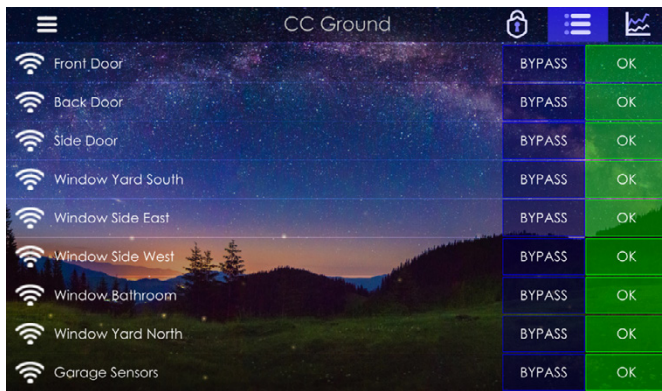 CC Ground
Front Door BYPASS OK
Back Door BYPASS OK
Side Door BYPASS OK
Window Yard South BYPASS OK
Window Side East BYPASS OK
Window Side West BYPASS OK
Window Bathroom BYPASS OK
Window Yard North BYPASS OK
Garage Sensors BYPASS OK